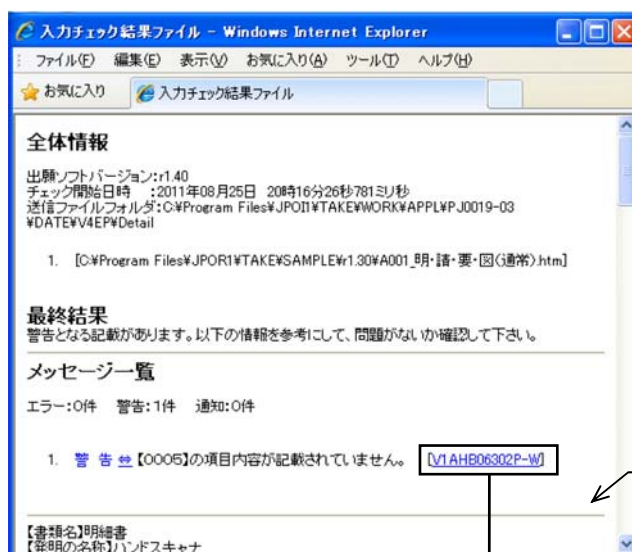 入力チェック結果ファイル - Windows Internet Explorer
ファイル(F) 編集(E) 表示(V) お気に入り(A) ツール(T) ヘルプ(H)
お気に入り 入力チェック結果ファイル
全体情報
出願ソフトバージョン:r1.40
チェック開始日時 :2011年08月25日 20時16分26秒781ミリ秒
送信ファイルフォルダ:C:¥Program Files¥JPOI1¥TAKE¥WORK¥APPL¥PJ0019-03
¥DATE¥V4EP¥Detail
1. [C:¥Program Files¥JPOR1¥TAKE¥SAMPLE¥r1.30¥A001_明・請・要・図(通常).htm]
最終結果
警告となる記載があります。以下の情報を参考にして、問題がないか確認して下さい。
メッセージ一覧
エラー:0件 警告:1件 通知:0件
1. 警 告 ⇔ 【0005】の項目内容が記載されていません。 [V1AHB06302P-W]
【書類名】明細書
【発明の名称】ハンドスキャナ